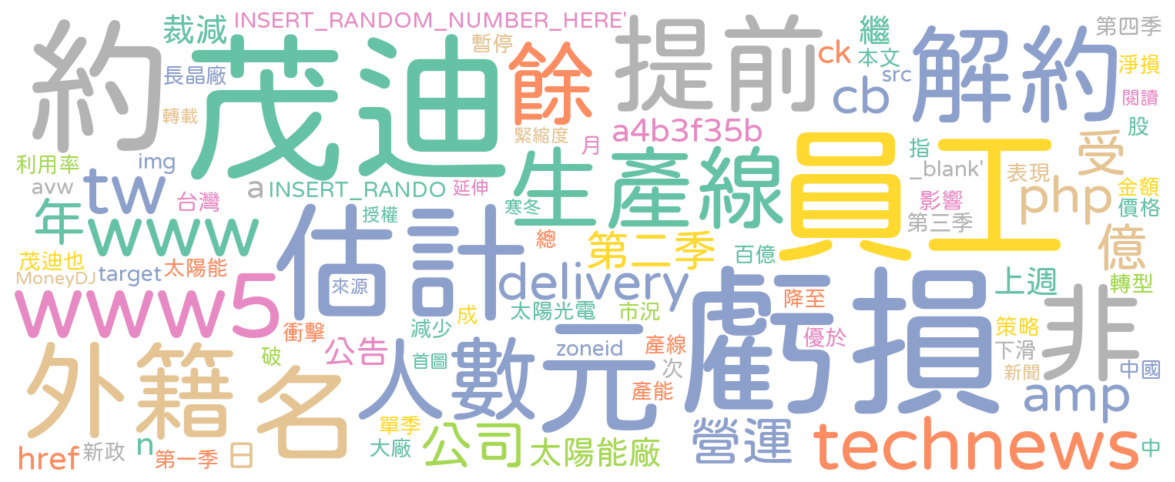 約
裁減
INSERT_RANDOM_NUMBER_HERE'
暫停
餘
提前
ck
繼
本文
解約
第四季
長晶廠
茂迪
轉載
緊縮度
月
a4b3f35b
cb
src
淨損
閱讀
股
利用率
img
avw
tw
台灣
a
INSERT_RANDO
延伸
生產線
員工
指
_blank'
受
表現
php
金額
價格
影響
第三季
年
www
授權
寒冬
總
估計
第二季
百億
億
茂迪也
MoneyDJ
target
太陽能
來源
delivery
上週
轉型
www5
衝擊
減少
成
太陽光電
市況
降至
虧損
優於
策略
下滑
新聞
非
中國
外籍
名
破
公告
首圖
人數
元
zoneid
產線
次
產能
amp
href
新政
n
第一季
日
單季
大廠
公司
太陽能廠
營運
technews
中